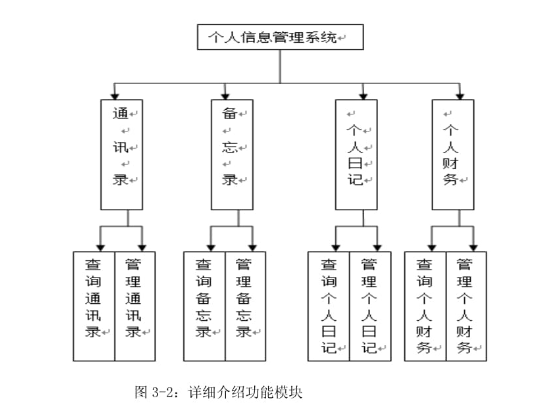 个人信息管理系统
通讯录
备忘录
个人日记
个人财务
查询通讯录
管理通讯录
查询备忘录
管理备忘录
查询个人日记
管理个人日记
查询个人财务
管理个人财务
图 3-2：详细介绍功能模块